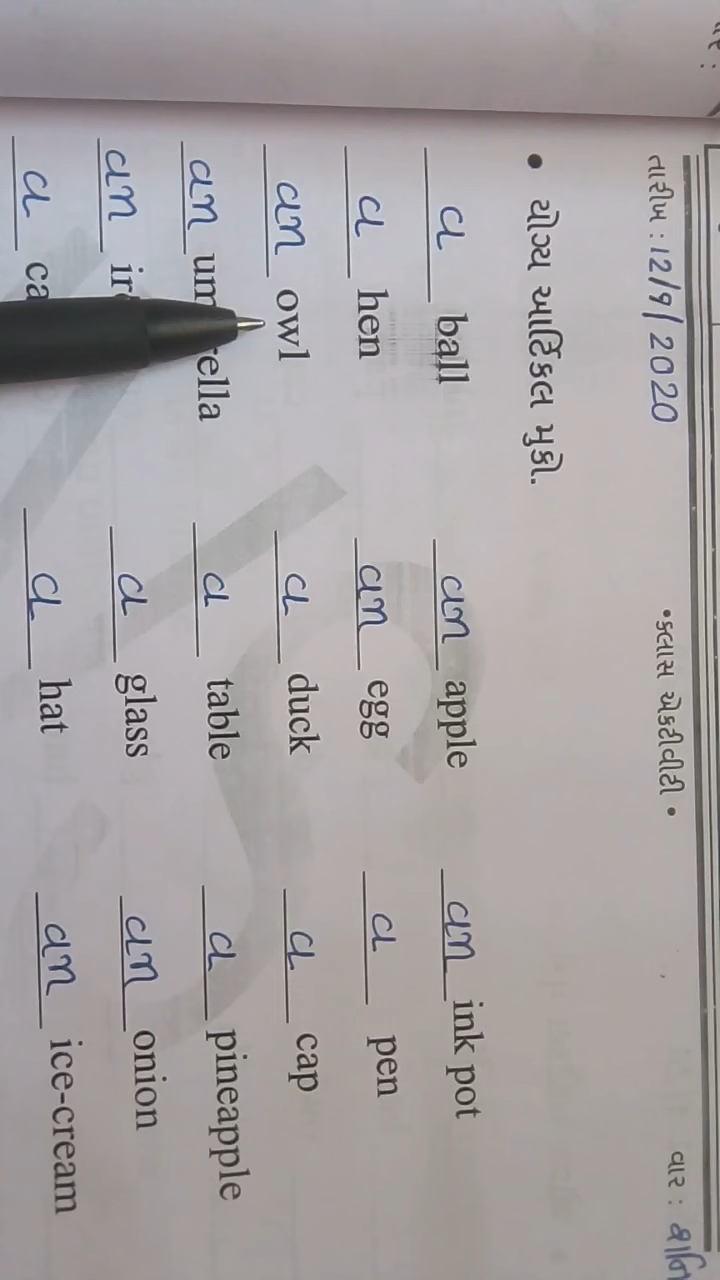 તારીખ : 12/9/2020 • ક્લાસ એક્ટીવીટી • વાર : શનિ
• યોગ્ય આર્ટિકલ મુકો.
a ball an apple an ink pot
a hen an egg a pen
an owl a duck a cap
an a table a pineapple
an a glass an onion
a a hat an ice-cream